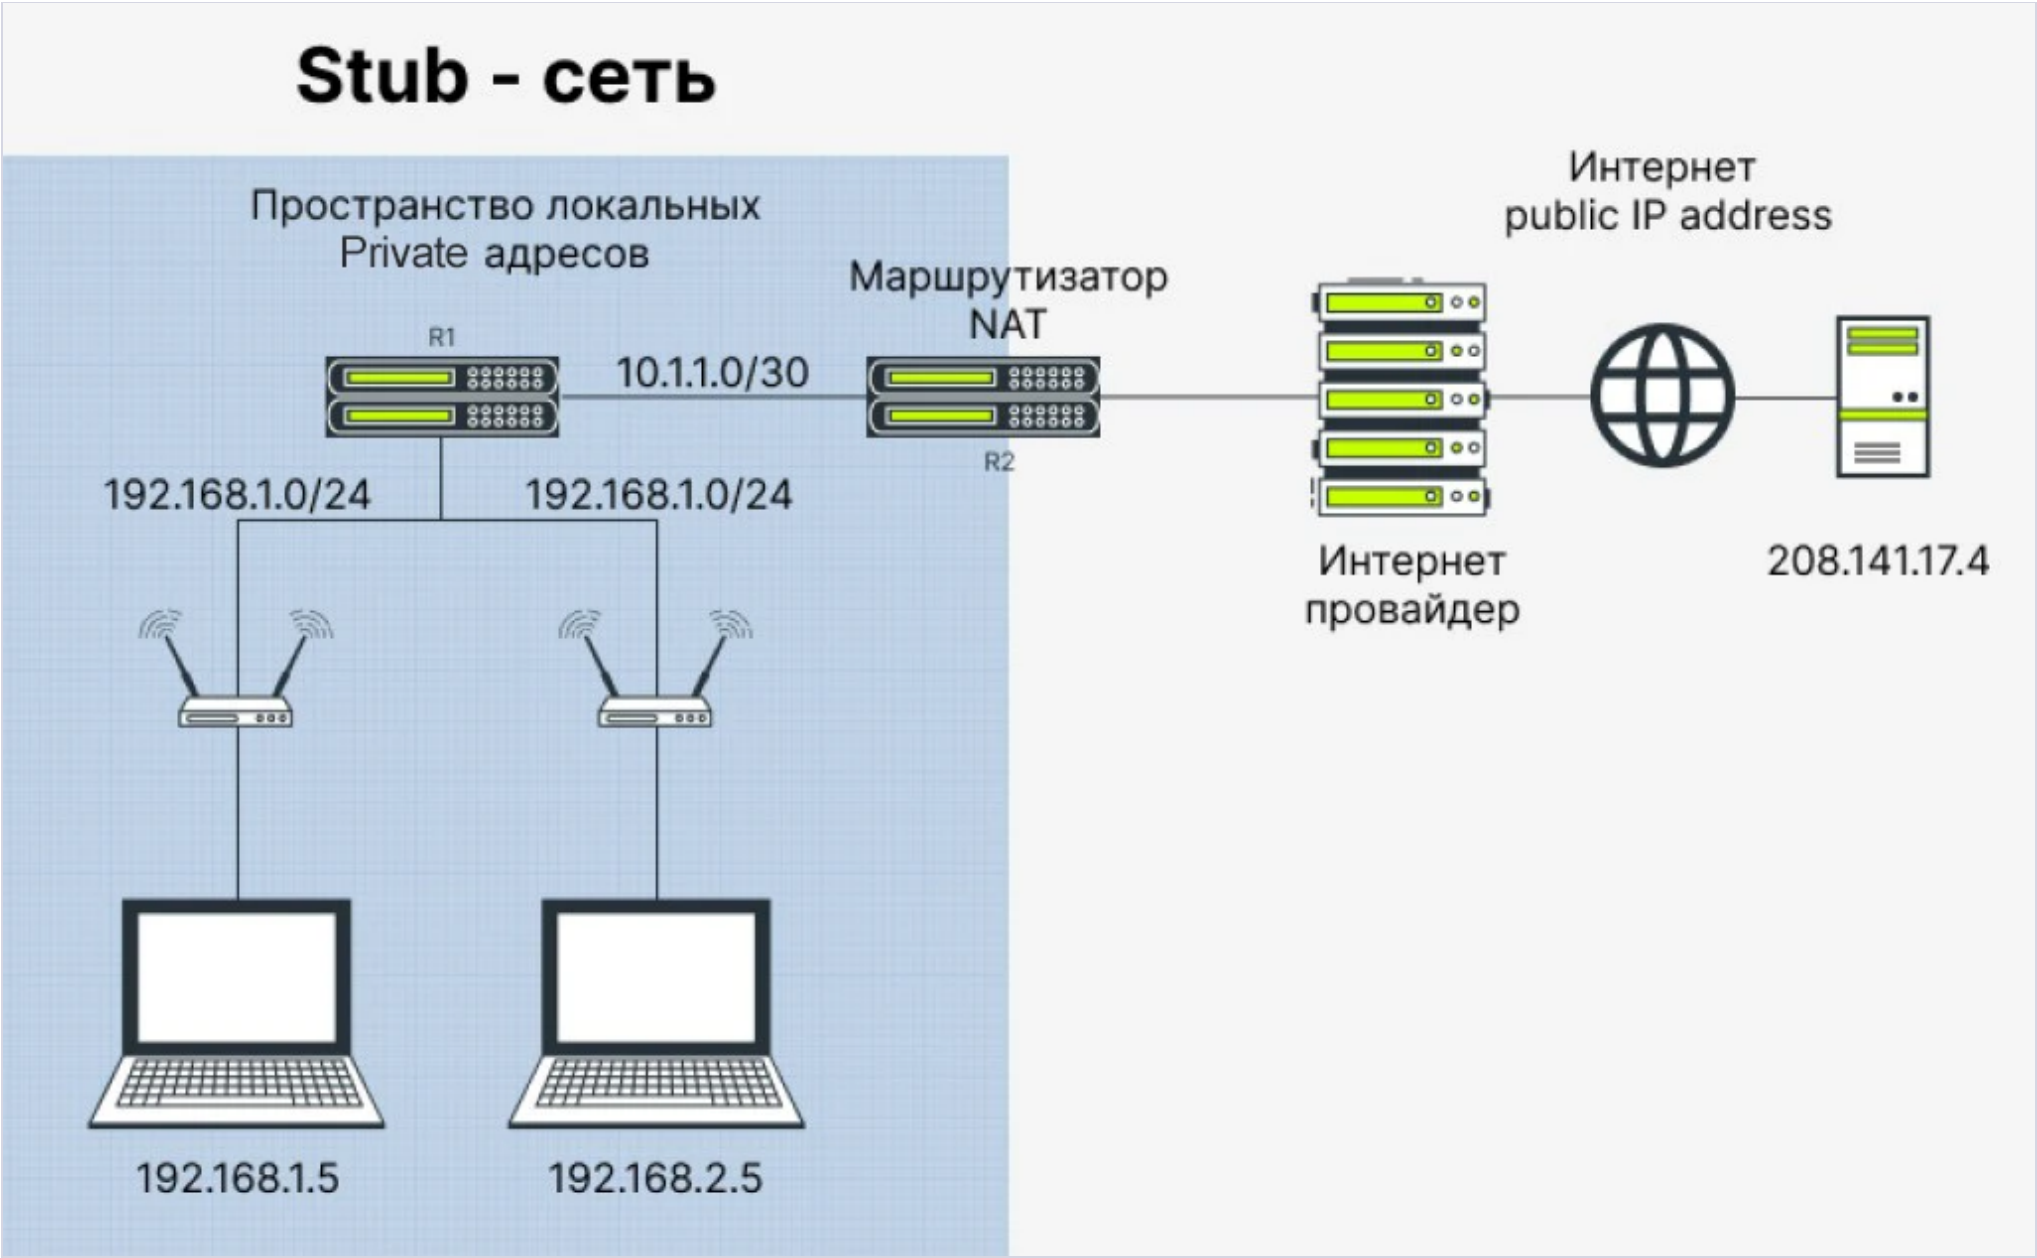 Stub - сеть
Пространство локальных
Private адресов
Интернет
public IP address
Маршрутизатор
NAT
R1
10.1.1.0/30
R2
192.168.1.0/24
192.168.1.0/24
Интернет
провайдер
208.141.17.4
192.168.1.5
192.168.2.5